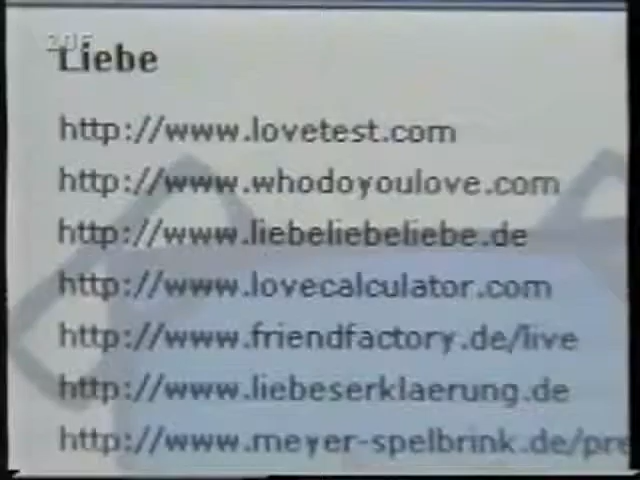 Liebe
http://www.lovetest.com
http://www.whodoyoulove.com
http://www.liebeliebeliebe.de
http://www.lovecalculator.com
http://www.friendfactory.de/live
http://www.liebeserklaerung.de
http://www.meyer-spelbrink.de/pre